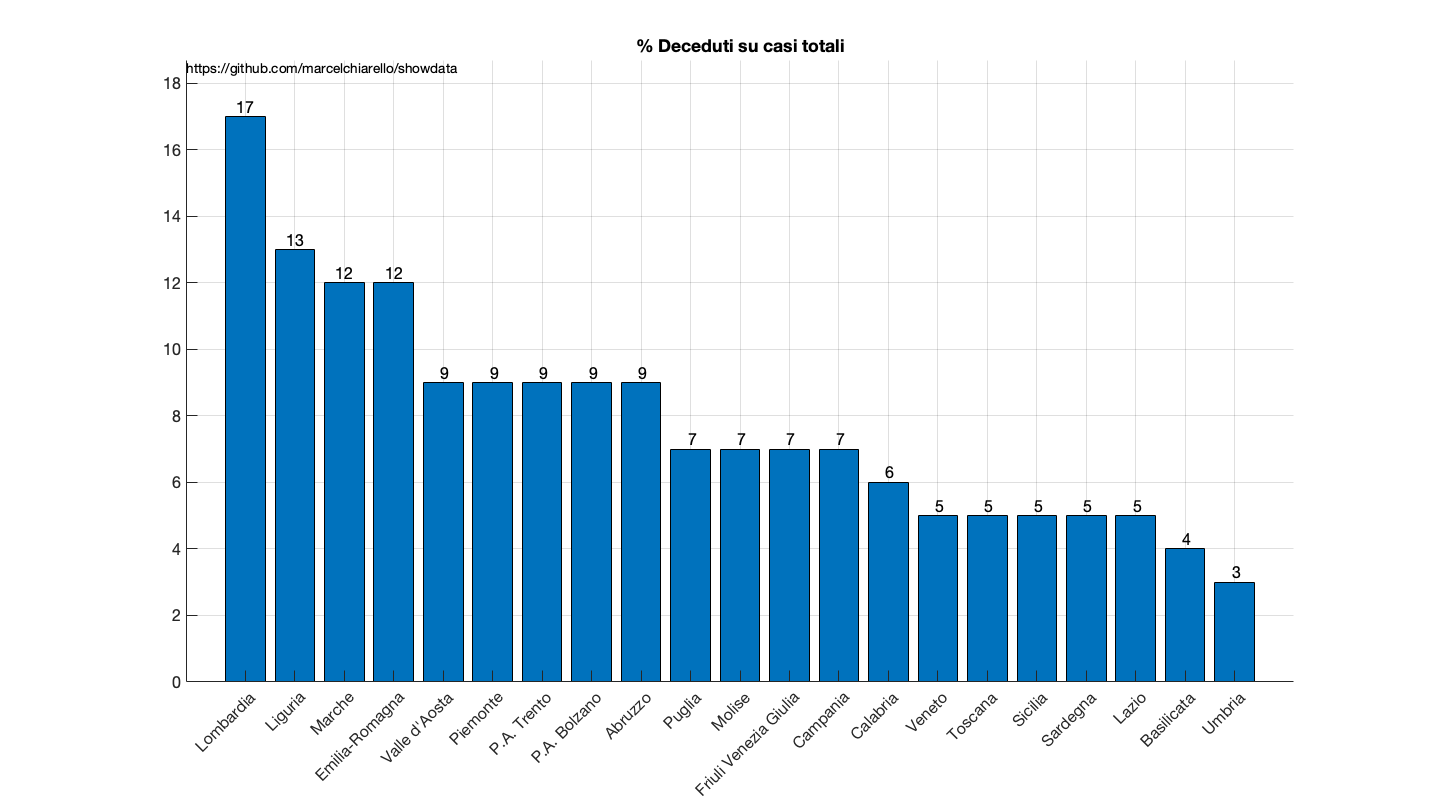 % Deceduti su casi totali
https://github.com/marcelchiarello/showdata
18
16
14
12
10
8
6
4
2
0
17
13
12
12
9
9
9
9
9
7
7
7
7
6
5
5
5
5
5
4
3
Lombardia
Liguria
Marche
Emilia-Romagna
Valle d'Aosta
Piemonte
P.A. Trento
P.A. Bolzano
Abruzzo
Puglia
Molise
Friuli Venezia Giulia
Campania
Calabria
Veneto
Toscana
Sicilia
Sardegna
Lazio
Basilicata
Umbria